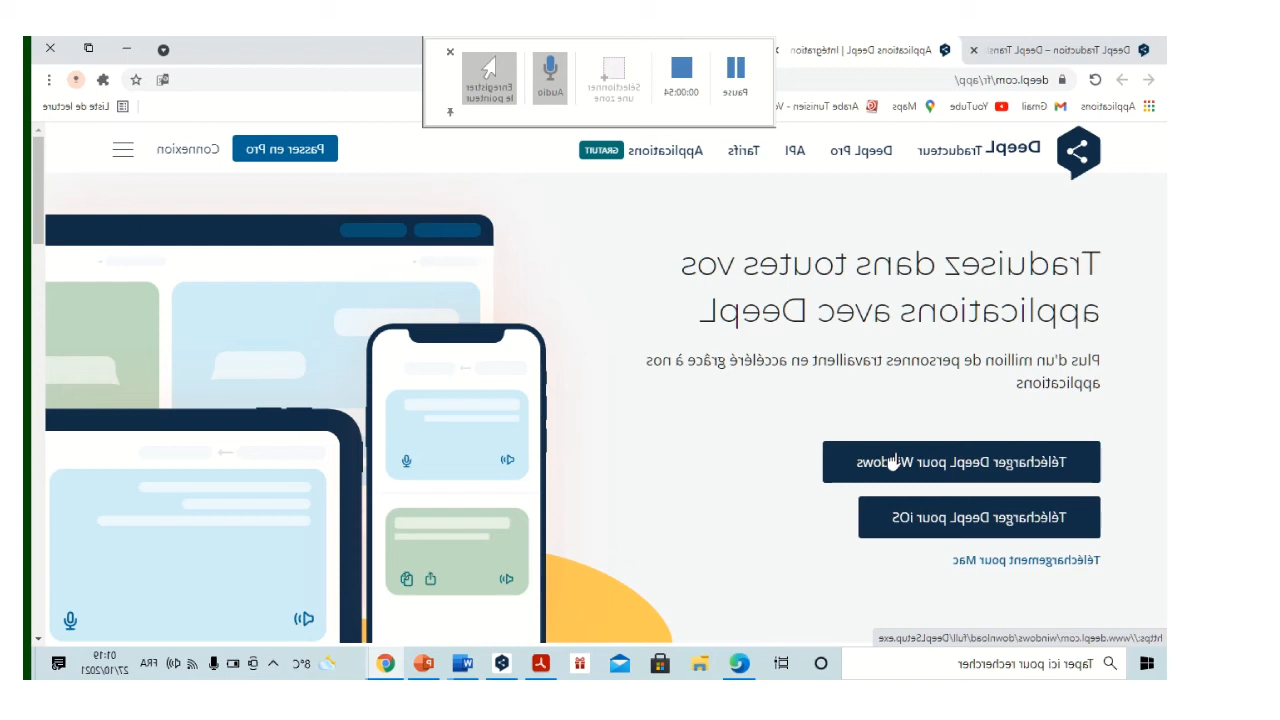 DeepL Traduction – DeepL Trans
Applications DeepL | Intégration
deepl.com/fr/app/
Applications
Gmail
YouTube
Maps
Arabe Tunisien - Vo
Liste de lecture
Pause
00:00:54
Sélectionner
une zone
Audio
Enregistrer
le pointeur
DeepL
Traducteur
DeepL Pro
API
Tarifs
Applications
GRATUIT
Passer en Pro
Connexion
Traduisez dans toutes vos
applications avec DeepL
Plus d'un million de personnes travaillent en accéléré grâce à nos
applications
Télécharger DeepL pour Windows
Télécharger DeepL pour iOS
Téléchargement pour Mac
https://www.deepl.com/windows/download/full/DeepLSetup.exe
Taper ici pour rechercher
8°C
FRA
01:19
27/10/2021